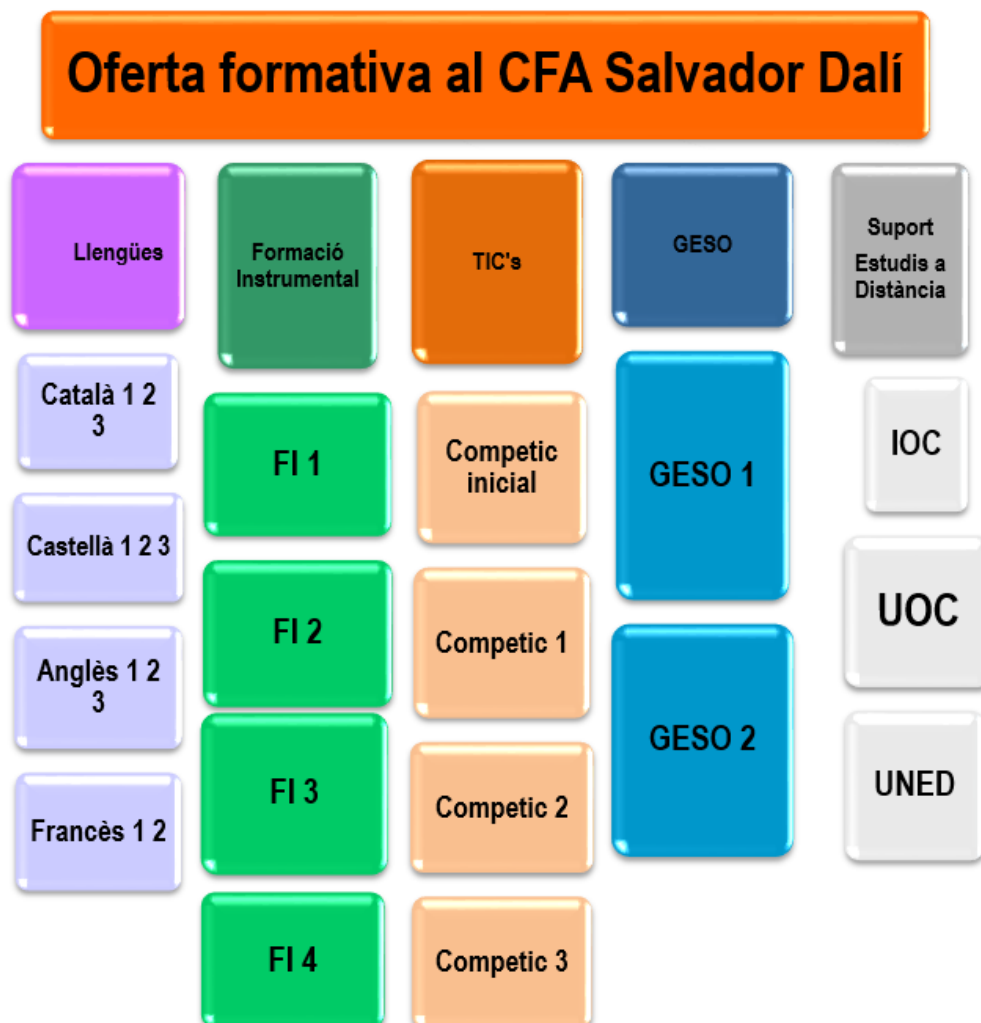 Oferta formativa al CFA Salvador Dalí
Llengües
Català 1 2
3
Castellà 1 2 3
Anglès 1 2
3
Francès 1 2
Formació
Instrumental
FI 1
FI 2
FI 3
FI 4
TIC's
Competic
inicial
Competic 1
Competic 2
Competic 3
GESO
GESO 1
GESO 2
Suport
Estudis a
Distància
IOC
UOC
UNED